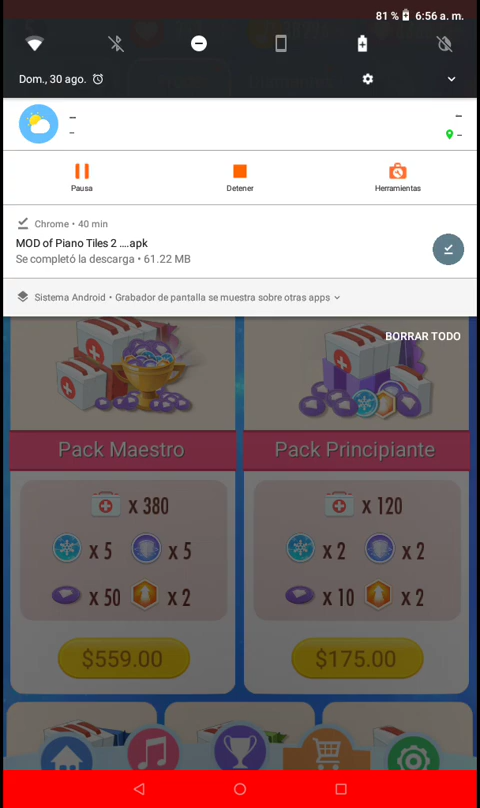 81 % 6:56 a. m.
Dom., 30 ago.
–
–
–
–
Pausa
Detener
Herramientas
Chrome • 40 min
MOD of Piano Tiles 2 ....apk
Se completó la descarga • 61.22 MB
Sistema Android • Grabador de pantalla se muestra sobre otras apps
BORRAR TODO
Pack Maestro
Pack Principiante
x 380
x 120
x 5
x 5
x 2
x 2
x 50
x 2
x 10
x 2
$559.00
$175.00